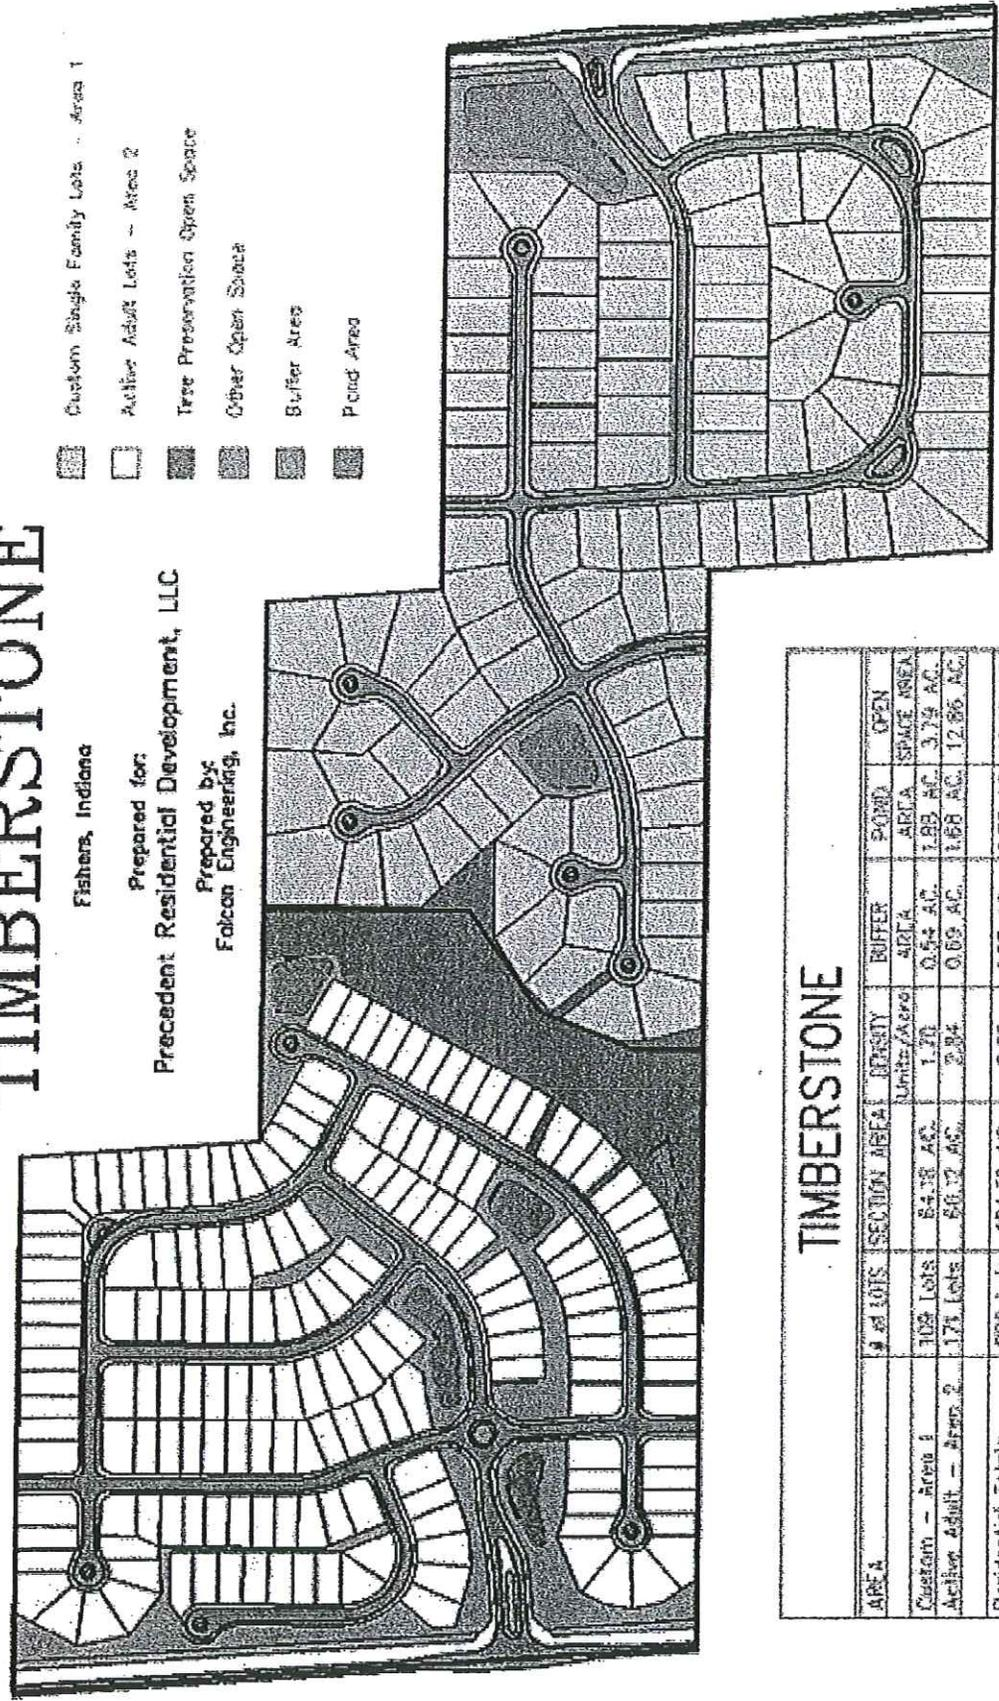 TIMBERSTONE
Fishers, Indiana
Prepared for:
Precedent Residential Development, LLC
Prepared by:
Falcon Engineering, Inc.
Custom Single Family Lots - Area 1
Active Adult Lots - Area 2
Tree Preservation Open Space
Other Open Space
Buffer Area
Pond Area
TIMBERSTONE
AREA # of LOTS SECTION AREA DENSITY BUFFER POND OPEN
Units/Acre AREA AREA SPACE AREA
Custom - Area 1 109 Lots 64.18 AC. 1.70 0.54 AC. 1.88 AC. 3.79 AC.
Active Adult - Area 2 171 Lots 60.12 AC. 2.84 0.69 AC. 1.68 AC. 12.86 AC.